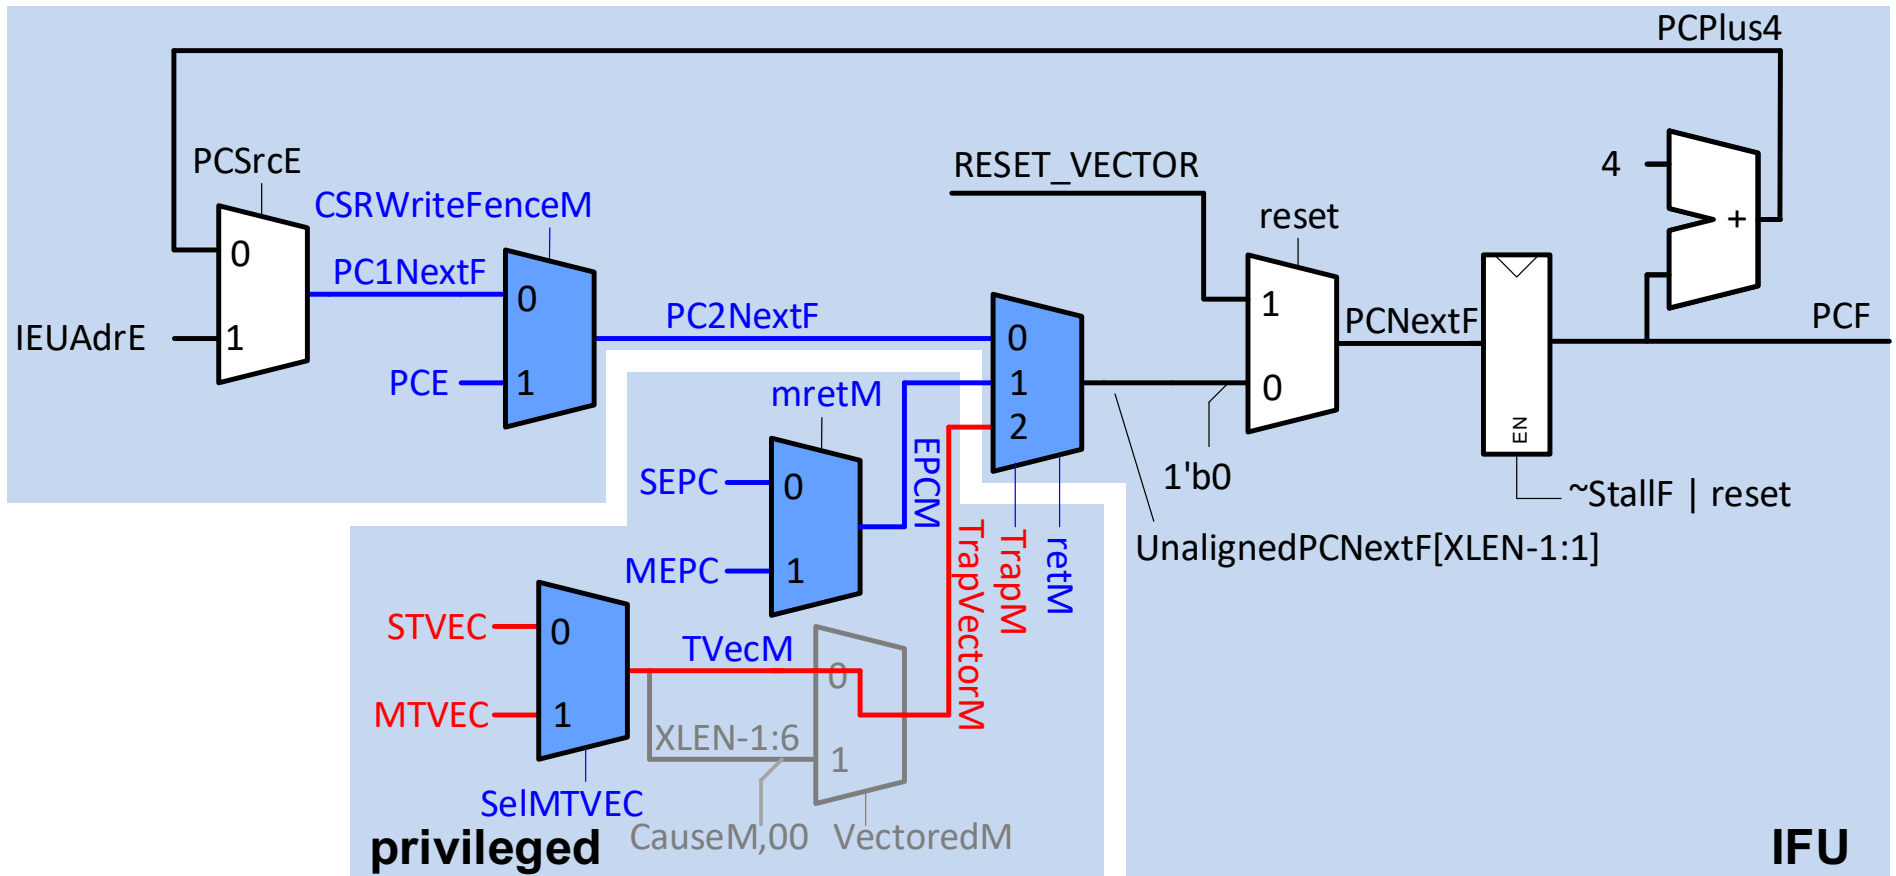 PCPlus4
PCSrcE
RESET_VECTOR
4
CSRWriteFenceM
reset
+
0
PC1NextF
0
1
PC2NextF
PCNextF
PCF
IEUAdrE
1
0
PCE
1
1
0
mretM
2
EN
EPCM
1'b0
SEPC
0
~StallF | reset
TrapVectorM
TrapM
retM
UnalignedPCNextF[XLEN-1:1]
MEPC
1
STVEC
0
TVecM
0
MTVEC
1
XLEN-1:6
1
SelMTVEC
CauseM,00
VectoredM
privileged
IFU